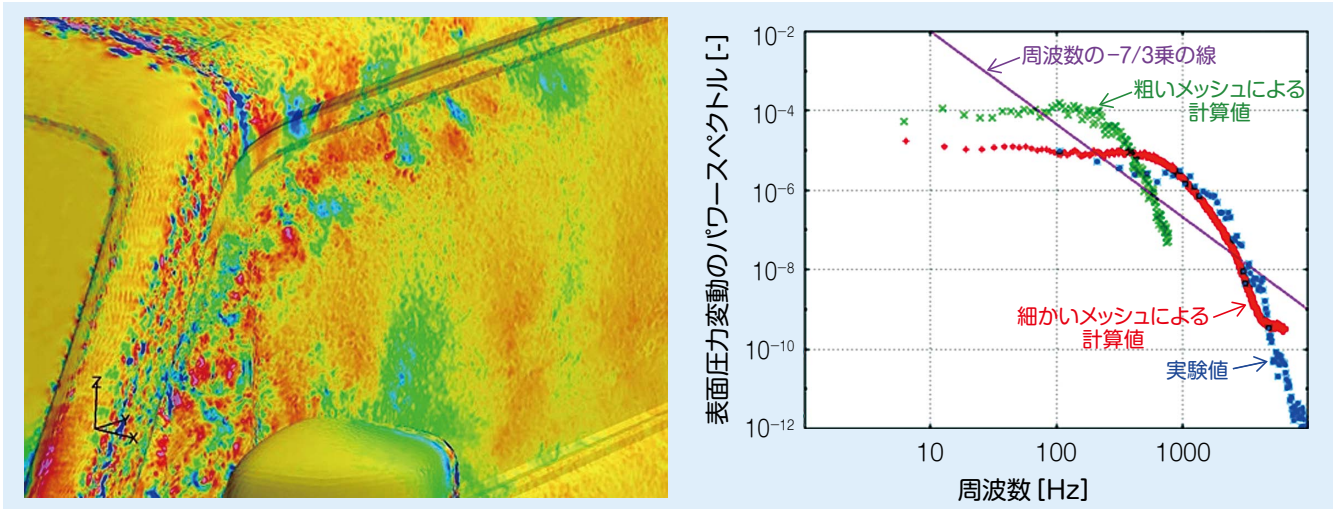 Z
Y
X
表面圧力変動のパワースペクトル [-]
10⁻²
10⁻⁴
10⁻⁶
10⁻⁸
10⁻¹⁰
10⁻¹²
周波数の−7/3乗の線
粗いメッシュによる
計算値
細かいメッシュによる
計算値
実験値
10
100
1000
周波数 [Hz]